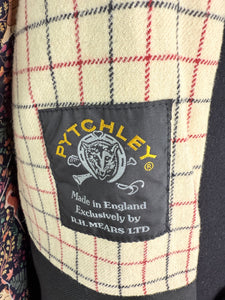 PYTCHLEY®
Made in England
Exclusively by
R.H. MEARS LTD